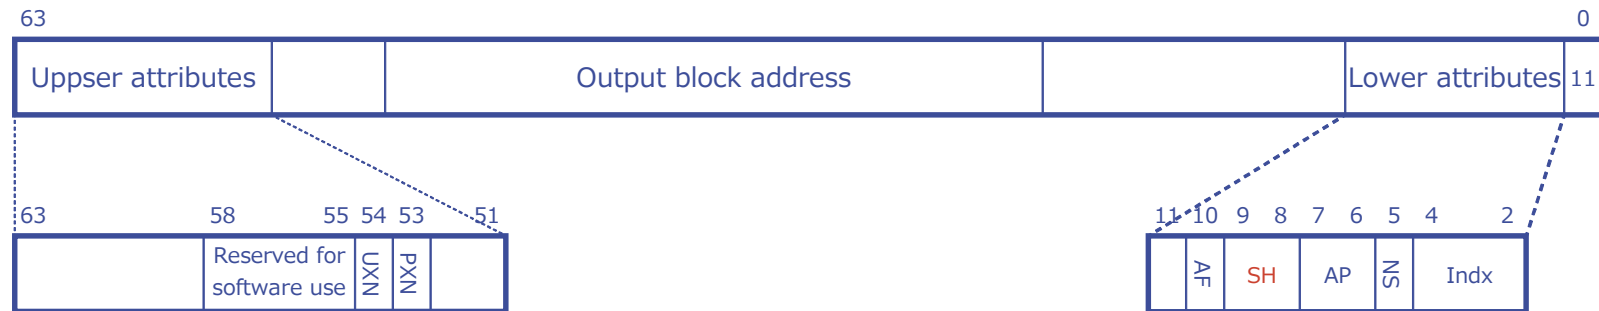 63 0
Uppser attributes Output block address Lower attributes 11
63 58 55 54 53 51 11 10 9 8 7 6 5 4 2
Reserved for
software use UXN PXN AF SH AP NS Indx